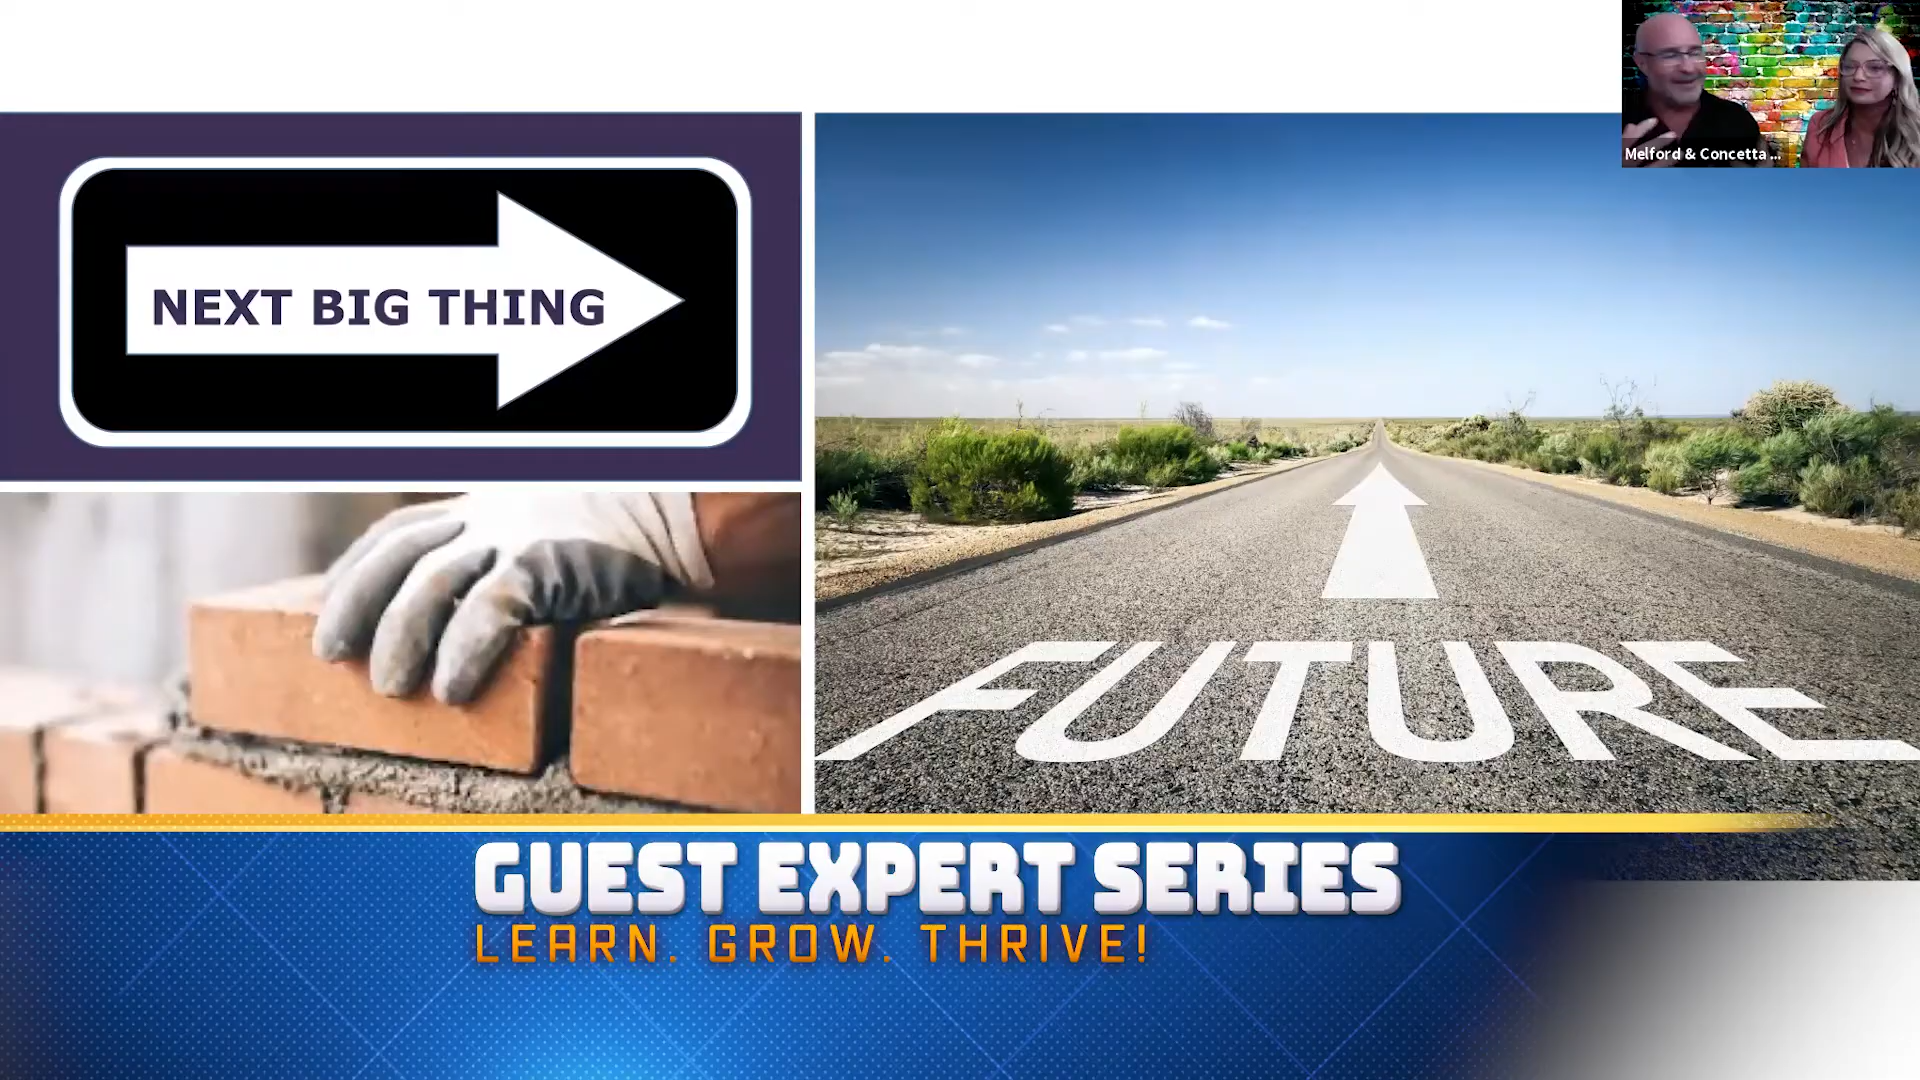 Melford & Concetta ...
NEXT BIG THING
FUTURE
GUEST EXPERT SERIES
LEARN. GROW. THRIVE!